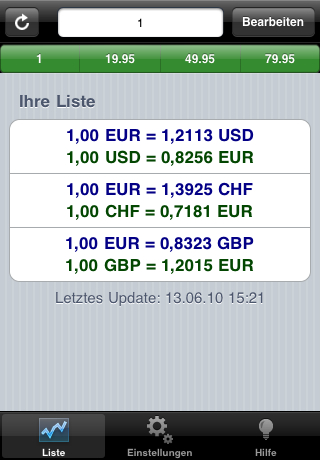 1
Bearbeiten
1 19.95 49.95 79.95
Ihre Liste
1,00 EUR = 1,2113 USD
1,00 USD = 0,8256 EUR
1,00 EUR = 1,3925 CHF
1,00 CHF = 0,7181 EUR
1,00 EUR = 0,8323 GBP
1,00 GBP = 1,2015 EUR
Letztes Update: 13.06.10 15:21
Liste Einstellungen Hilfe